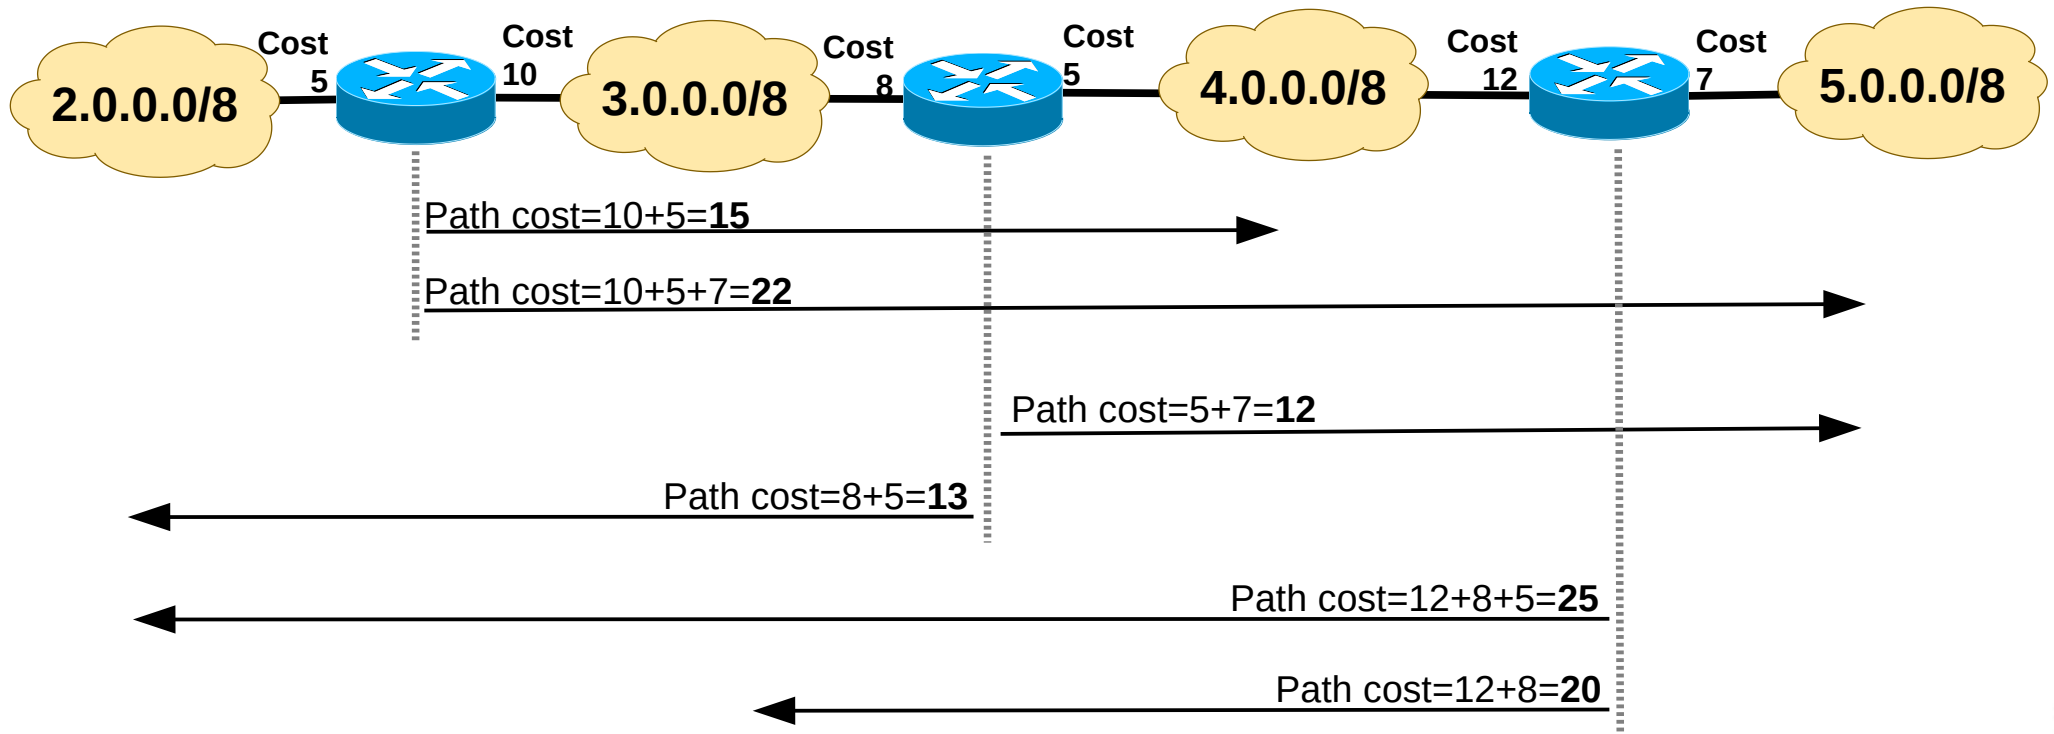 2.0.0.0/8
Cost
5
Cost
10
3.0.0.0/8
Cost
8
Cost
5
4.0.0.0/8
Cost
12
Cost
7
5.0.0.0/8
Path cost=10+5=15
Path cost=10+5+7=22
Path cost=5+7=12
Path cost=8+5=13
Path cost=12+8+5=25
Path cost=12+8=20